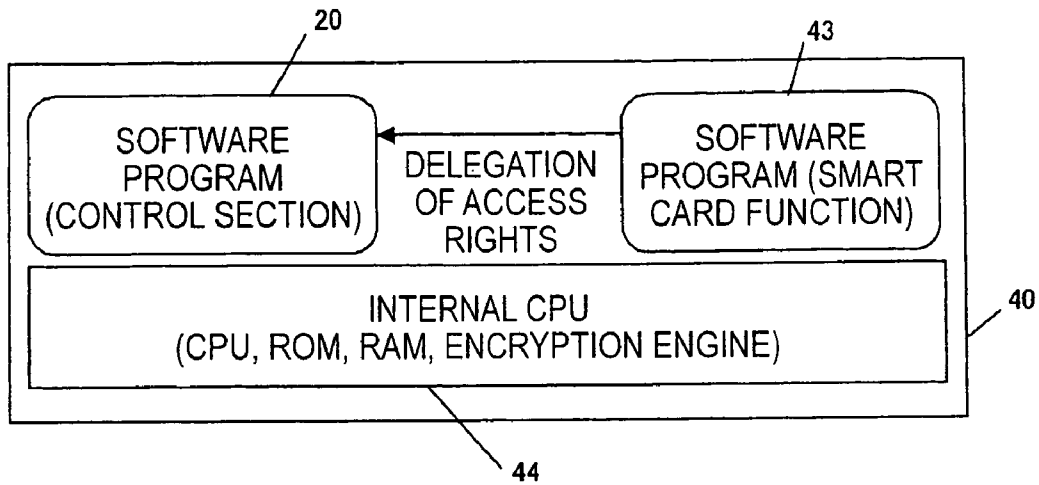 20
43
SOFTWARE
PROGRAM
(CONTROL SECTION)
DELEGATION
OF ACCESS
RIGHTS
SOFTWARE
PROGRAM (SMART
CARD FUNCTION)
INTERNAL CPU
(CPU, ROM, RAM, ENCRYPTION ENGINE)
40
44